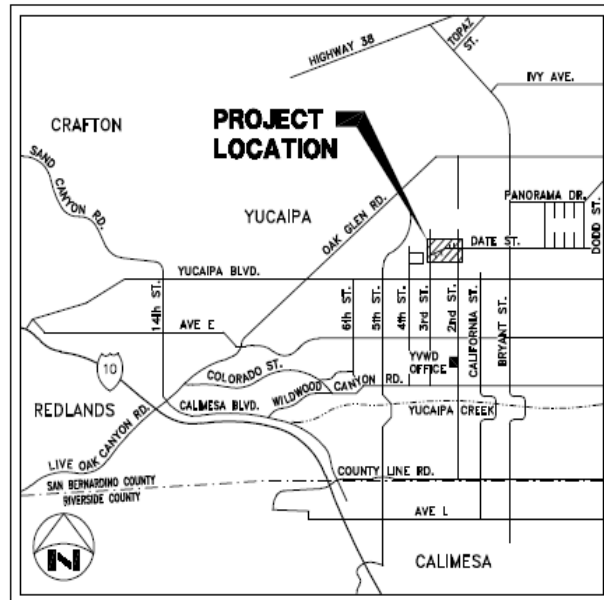 HIGHWAY 38
TOPAZ
ST.
IVY AVE.
CRAFTON
PROJECT
LOCATION
SAND
CANYON RD.
PANORAMA DR.
YUCAIPA
OAK GLEN RD.
DODD ST.
DATE ST.
YUCAIPA BLVD.
14th ST.
6th ST.
5th ST.
4th ST.
3rd ST.
2nd ST.
CALIFORNIA ST.
BRYANT ST.
AVE E
YVWD
OFFICE
10
COLORADO ST.
WILDWOOD CANYON RD.
REDLANDS
CALIMESA BLVD.
YUCAIPA CREEK
LIVE OAK CANYON RD.
COUNTY LINE RD.
SAN BERNARDINO COUNTY
RIVERSIDE COUNTY
AVE L
N
CALIMESA